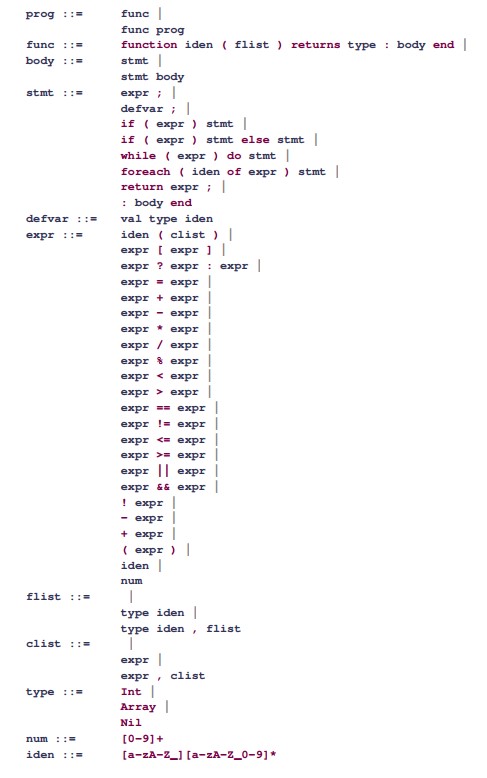 prog ::= func |
func prog
func ::= function iden ( flist ) returns type : body end |
body ::= stmt |
stmt body
stmt ::= expr ; |
defvar ; |
if ( expr ) stmt |
if ( expr ) stmt else stmt |
while ( expr ) do stmt |
foreach ( iden of expr ) stmt |
return expr ; |
: body end
defvar ::= val type iden
expr ::= iden ( clist ) |
expr [ expr ] |
expr ? expr : expr |
expr = expr |
expr + expr |
expr - expr |
expr * expr |
expr / expr |
expr % expr |
expr < expr |
expr > expr |
expr == expr |
expr != expr |
expr <= expr |
expr >= expr |
expr || expr |
expr && expr |
! expr |
- expr |
+ expr |
( expr ) |
iden |
num
flist ::= |
type iden |
type iden , flist
clist ::= |
expr |
expr , clist
type ::= Int |
Array |
Nil
num ::= [0-9]+
iden ::= [a-zA-Z_][a-zA-Z_0-9]*